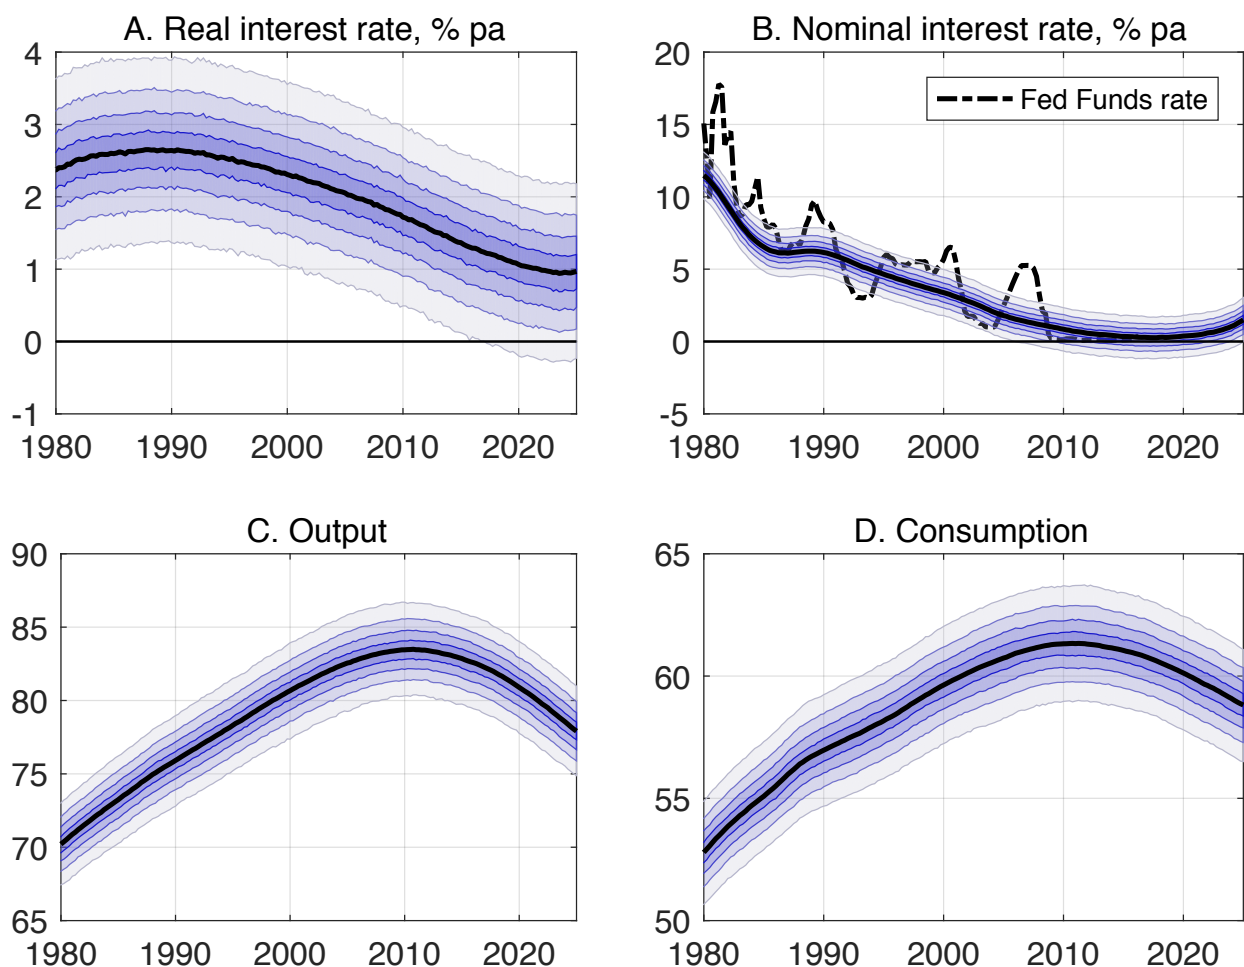 A. Real interest rate, % pa
4
3
2
1
0
-1
1980 1990 2000 2010 2020
B. Nominal interest rate, % pa
20
15
10
5
0
-5
Fed Funds rate
1980 1990 2000 2010 2020
C. Output
90
85
80
75
70
65
1980 1990 2000 2010 2020
D. Consumption
65
60
55
50
1980 1990 2000 2010 2020